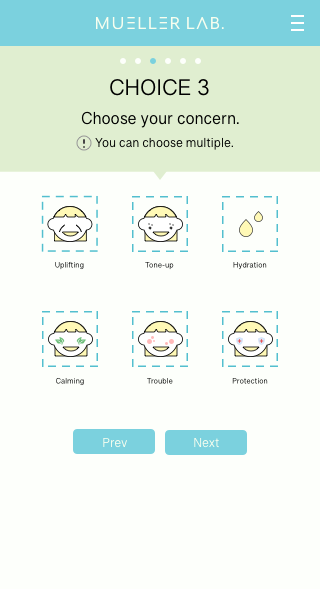 MUELLER LAB.
CHOICE 3
Choose your concern.
! You can choose multiple.
Uplifting
Tone-up
Hydration
Calming
Trouble
Protection
Prev
Next